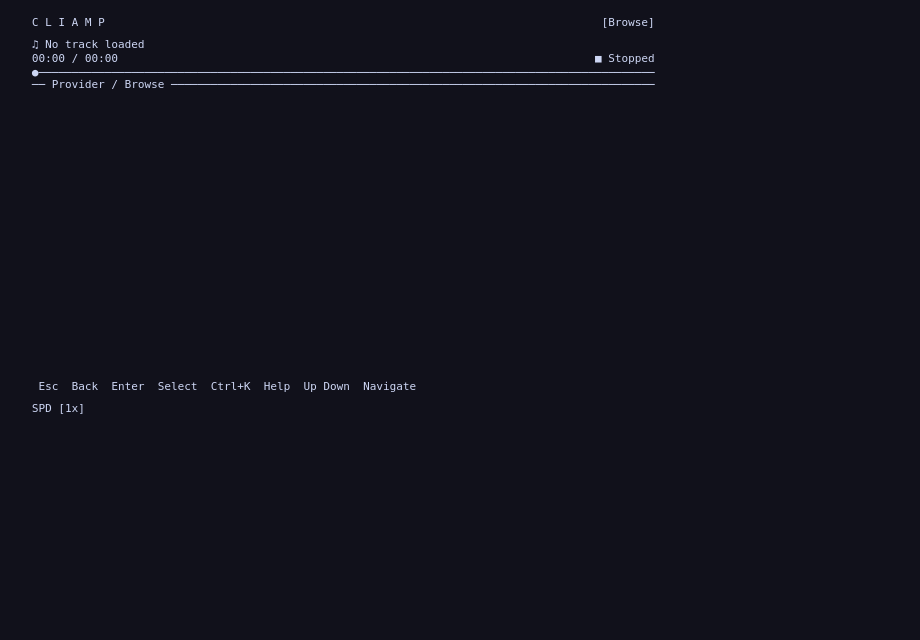 C L I A M P [Browse]
♫ No track loaded
00:00 / 00:00 ■ Stopped
── Provider / Browse ──
Esc Back Enter Select Ctrl+K Help Up Down Navigate
SPD [1x]